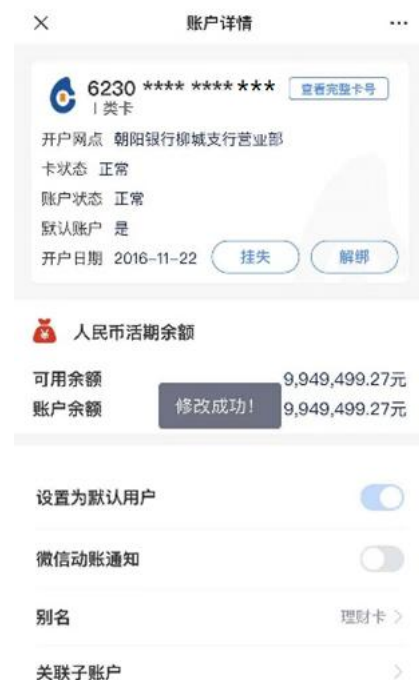 账户详情
6230 **** **** *** 查看完整卡号
I类卡
开户网点 朝阳银行柳城支行营业部
卡状态 正常
账户状态 正常
默认账户 是
开户日期 2016-11-22 挂失 解绑
人民币活期余额
可用余额 9,949,499.27元
账户余额 9,949,499.27元
修改成功!
设置为默认用户
微信动账通知
别名 理财卡
关联子账户